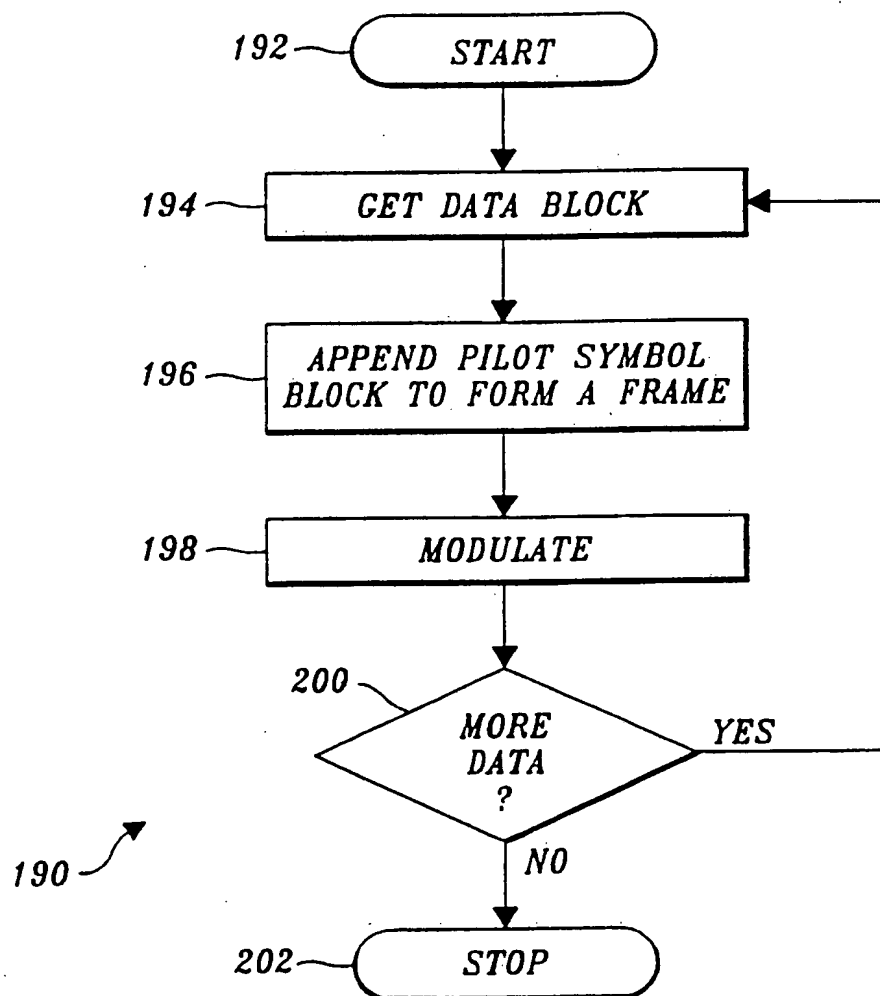 192
START
194
GET DATA BLOCK
196
APPEND PILOT SYMBOL
BLOCK TO FORM A FRAME
198
MODULATE
200
MORE
DATA
?
YES
190
NO
202
STOP